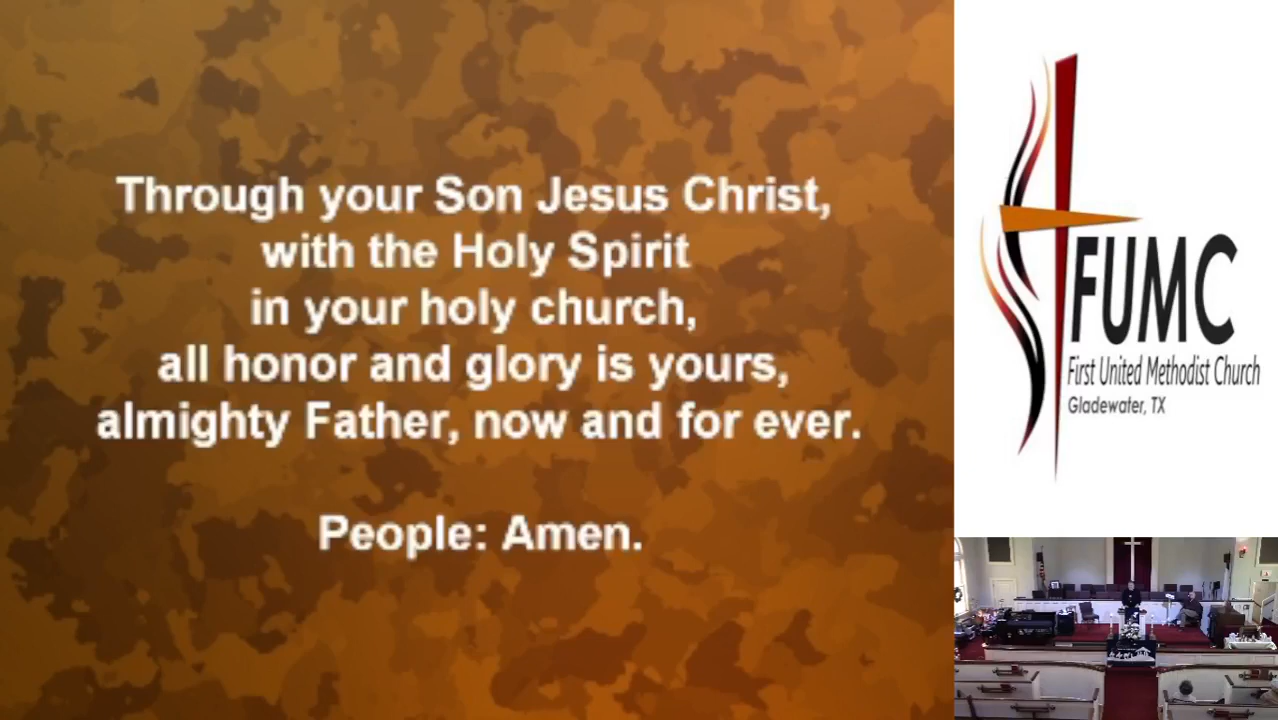 Through your Son Jesus Christ,
with the Holy Spirit
in your holy church,
all honor and glory is yours,
almighty Father, now and for ever.
People: Amen.
FUMC
First United Methodist Church
Gladewater, TX